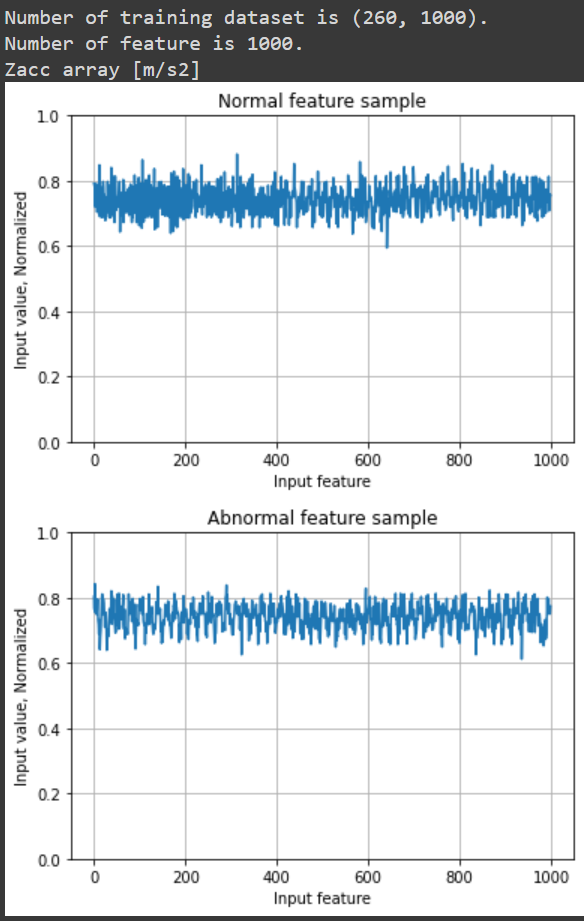 Number of training dataset is (260, 1000).
Number of feature is 1000.
Zacc array [m/s2]
Normal feature sample
1.0
0.8
0.6
0.4
0.2
0.0
Input value, Normalized
0 200 400 600 800 1000
Input feature
Abnormal feature sample
1.0
0.8
0.6
0.4
0.2
0.0
Input value, Normalized
0 200 400 600 800 1000
Input feature